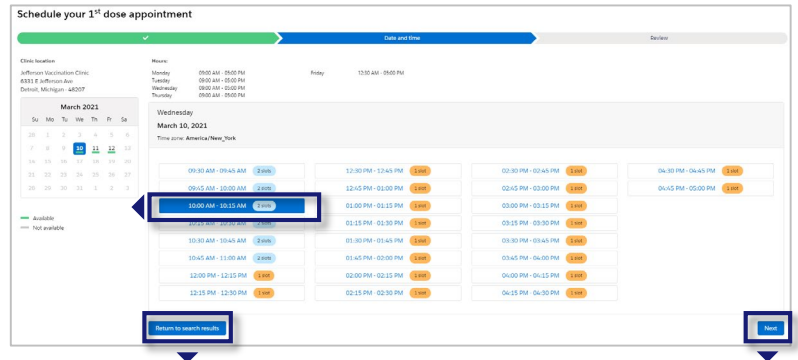 Schedule your 1st dose appointment
Date and time
Review
Clinic location
Jefferson Vaccination Clinic
6331 E Jefferson Ave
Detroit, Michigan - 48207
Hours:
Monday 09:00 AM - 05:00 PM
Tuesday 09:00 AM - 05:00 PM
Wednesday 09:00 AM - 05:00 PM
Thursday 09:00 AM - 05:00 PM
Friday 12:30 AM - 05:00 PM
March 2021
Su Mo Tu We Th Fr Sa
28 1 2 3 4 5 6
7 8 9 10 11 12 13
14 15 16 17 18 19 20
21 22 23 24 25 26 27
28 29 30 31 1 2 3
Available
Not available
Wednesday
March 10, 2021
Time zone: America/New_York
09:30 AM - 09:45 AM 2 slots
09:45 AM - 10:00 AM 2 slots
10:00 AM - 10:15 AM 2 slots
10:15 AM - 10:30 AM 2 slots
10:30 AM - 10:45 AM 2 slots
10:45 AM - 11:00 AM 2 slots
12:00 PM - 12:15 PM 1 slot
12:15 PM - 12:30 PM 1 slot
12:30 PM - 12:45 PM 1 slot
12:45 PM - 01:00 PM 1 slot
01:00 PM - 01:15 PM 1 slot
01:15 PM - 01:30 PM 1 slot
01:30 PM - 01:45 PM 1 slot
01:45 PM - 02:00 PM 1 slot
02:00 PM - 02:15 PM 1 slot
02:15 PM - 02:30 PM 1 slot
02:30 PM - 02:45 PM 1 slot
02:45 PM - 03:00 PM 1 slot
03:00 PM - 03:15 PM 1 slot
03:15 PM - 03:30 PM 1 slot
03:30 PM - 03:45 PM 1 slot
03:45 PM - 04:00 PM 1 slot
04:00 PM - 04:15 PM 1 slot
04:15 PM - 04:30 PM 1 slot
04:30 PM - 04:45 PM 1 slot
04:45 PM - 05:00 PM 1 slot
Return to search results
Next